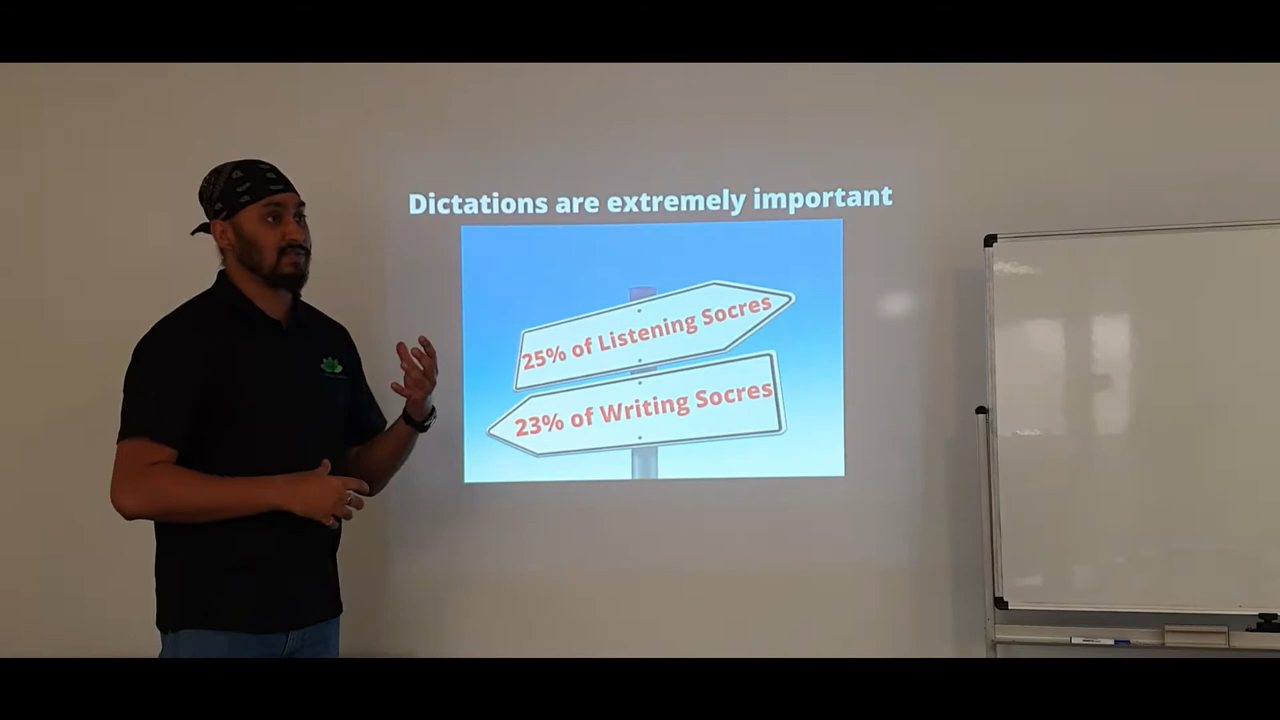 Dictations are extremely important
25% of Listening Socres
23% of Writing Socres